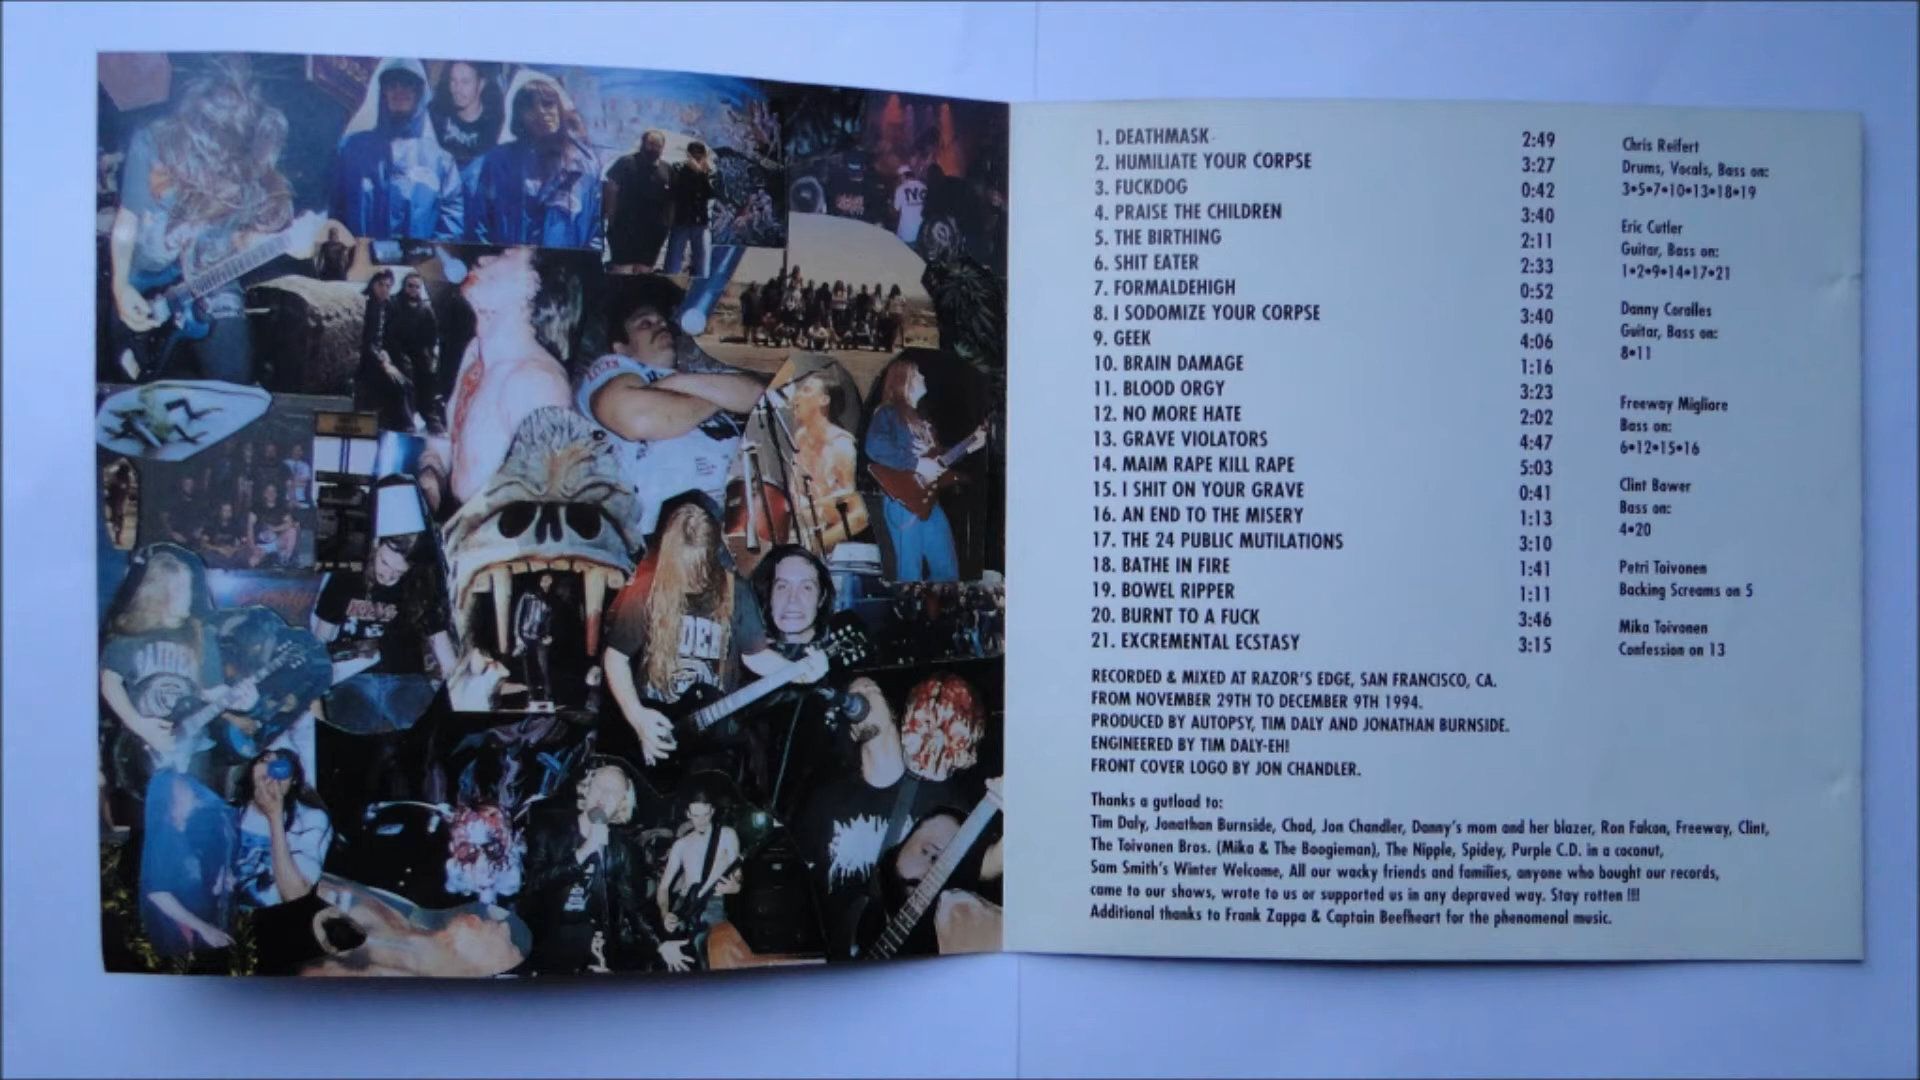 1. DEATHMASK 2:49
2. HUMILIATE YOUR CORPSE 3:27
3. FUCKDOG 0:42
4. PRAISE THE CHILDREN 3:40
5. THE BIRTHING 2:11
6. SHIT EATER 2:33
7. FORMALDEHIGH 0:52
8. I SODOMIZE YOUR CORPSE 3:40
9. GEEK 4:06
10. BRAIN DAMAGE 1:16
11. BLOOD ORGY 3:23
12. NO MORE HATE 2:02
13. GRAVE VIOLATORS 4:47
14. MAIM RAPE KILL RAPE 5:03
15. I SHIT ON YOUR GRAVE 0:41
16. AN END TO THE MISERY 1:13
17. THE 24 PUBLIC MUTILATIONS 3:10
18. BATHE IN FIRE 1:41
19. BOWEL RIPPER 1:11
20. BURNT TO A FUCK 3:46
21. EXCREMENTAL ECSTASY 3:15
Chris Reifert
Drums, Vocals, Bass on:
3•5•7•10•13•18•19
Eric Cutler
Guitar, Bass on:
1•2•9•14•17•21
Danny Coralles
Guitar, Bass on:
8•11
Freeway Migliore
Bass on:
6•12•15•16
Clint Bower
Bass on:
4•20
Petri Toivonen
Backing Screams on 5
Mika Toivonen
Confession on 13
RECORDED & MIXED AT RAZOR'S EDGE, SAN FRANCISCO, CA.
FROM NOVEMBER 29TH TO DECEMBER 9TH 1994.
PRODUCED BY AUTOPSY, TIM DALY AND JONATHAN BURNSIDE.
ENGINEERED BY TIM DALY-EH!
FRONT COVER LOGO BY JON CHANDLER.
Thanks a gutload to:
Tim Daly, Jonathan Burnside, Chad, Jon Chandler, Danny's mom and her blazer, Ron Falcon, Freeway, Clint,
The Toivonen Bros. (Mika & The Boogieman), The Nipple, Spidey, Purple C.D. in a coconut,
Sam Smith's Winter Welcome, All our wacky friends and families, anyone who bought our records,
came to our shows, wrote to us or supported us in any depraved way. Stay rotten !!!
Additional thanks to Frank Zappa & Captain Beefheart for the phenomenal music.